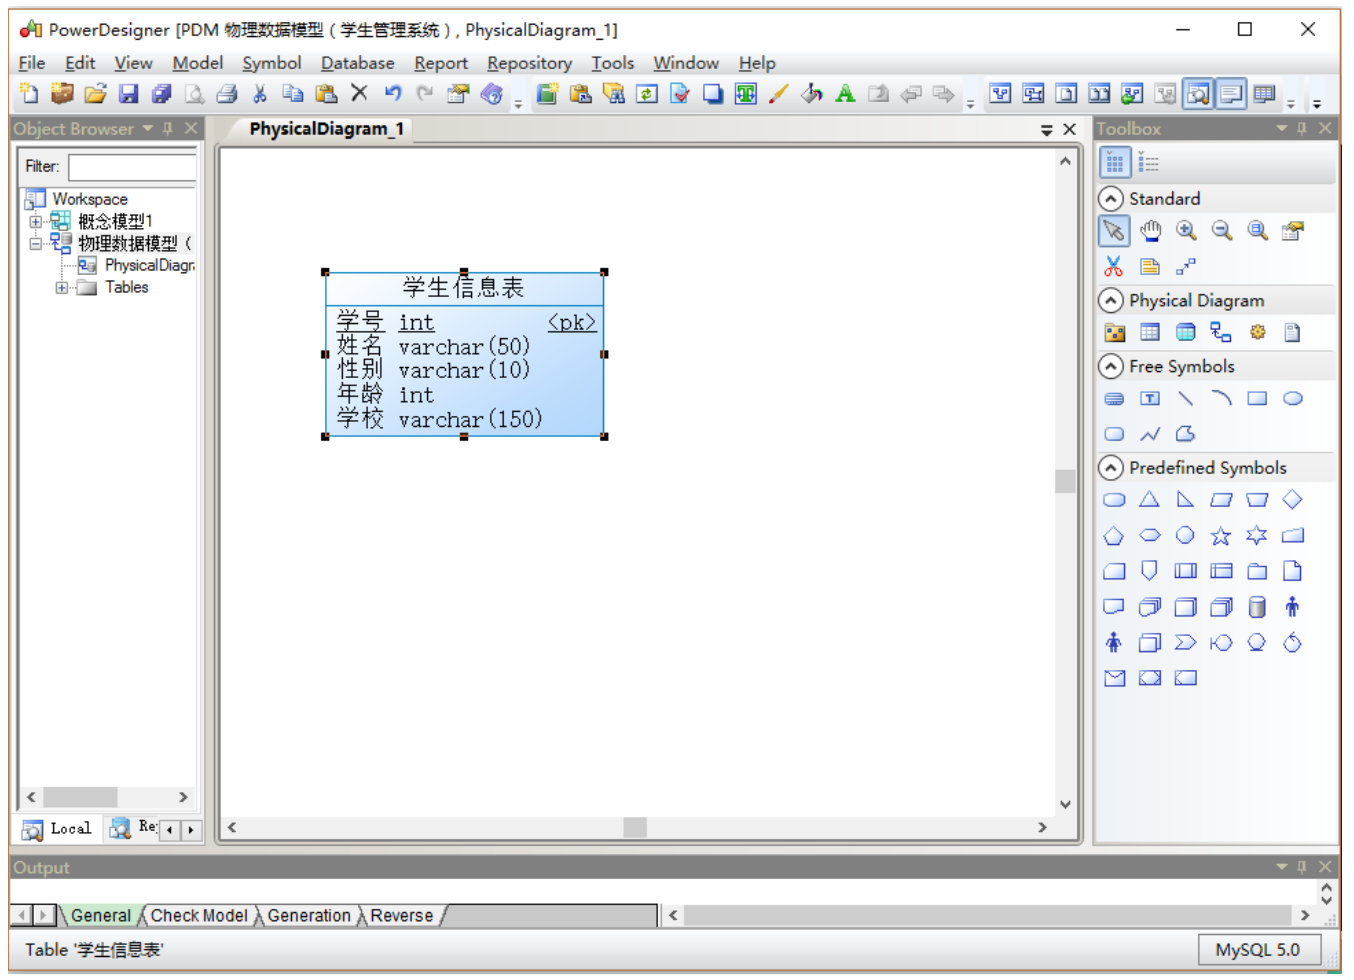 PowerDesigner [PDM 物理数据模型（学生管理系统）, PhysicalDiagram_1]
File Edit View Model Symbol Database Report Repository Tools Window Help
Object Browser
PhysicalDiagram_1
Toolbox
Filter:
Workspace
概念模型1
物理数据模型（
PhysicalDiagr
Tables
学生信息表
学号 int <pk>
姓名 varchar(50)
性别 varchar(10)
年龄 int
学校 varchar(150)
Standard
Physical Diagram
Free Symbols
Predefined Symbols
Local
Re
Output
General Check Model Generation Reverse
Table '学生信息表'
MySQL 5.0